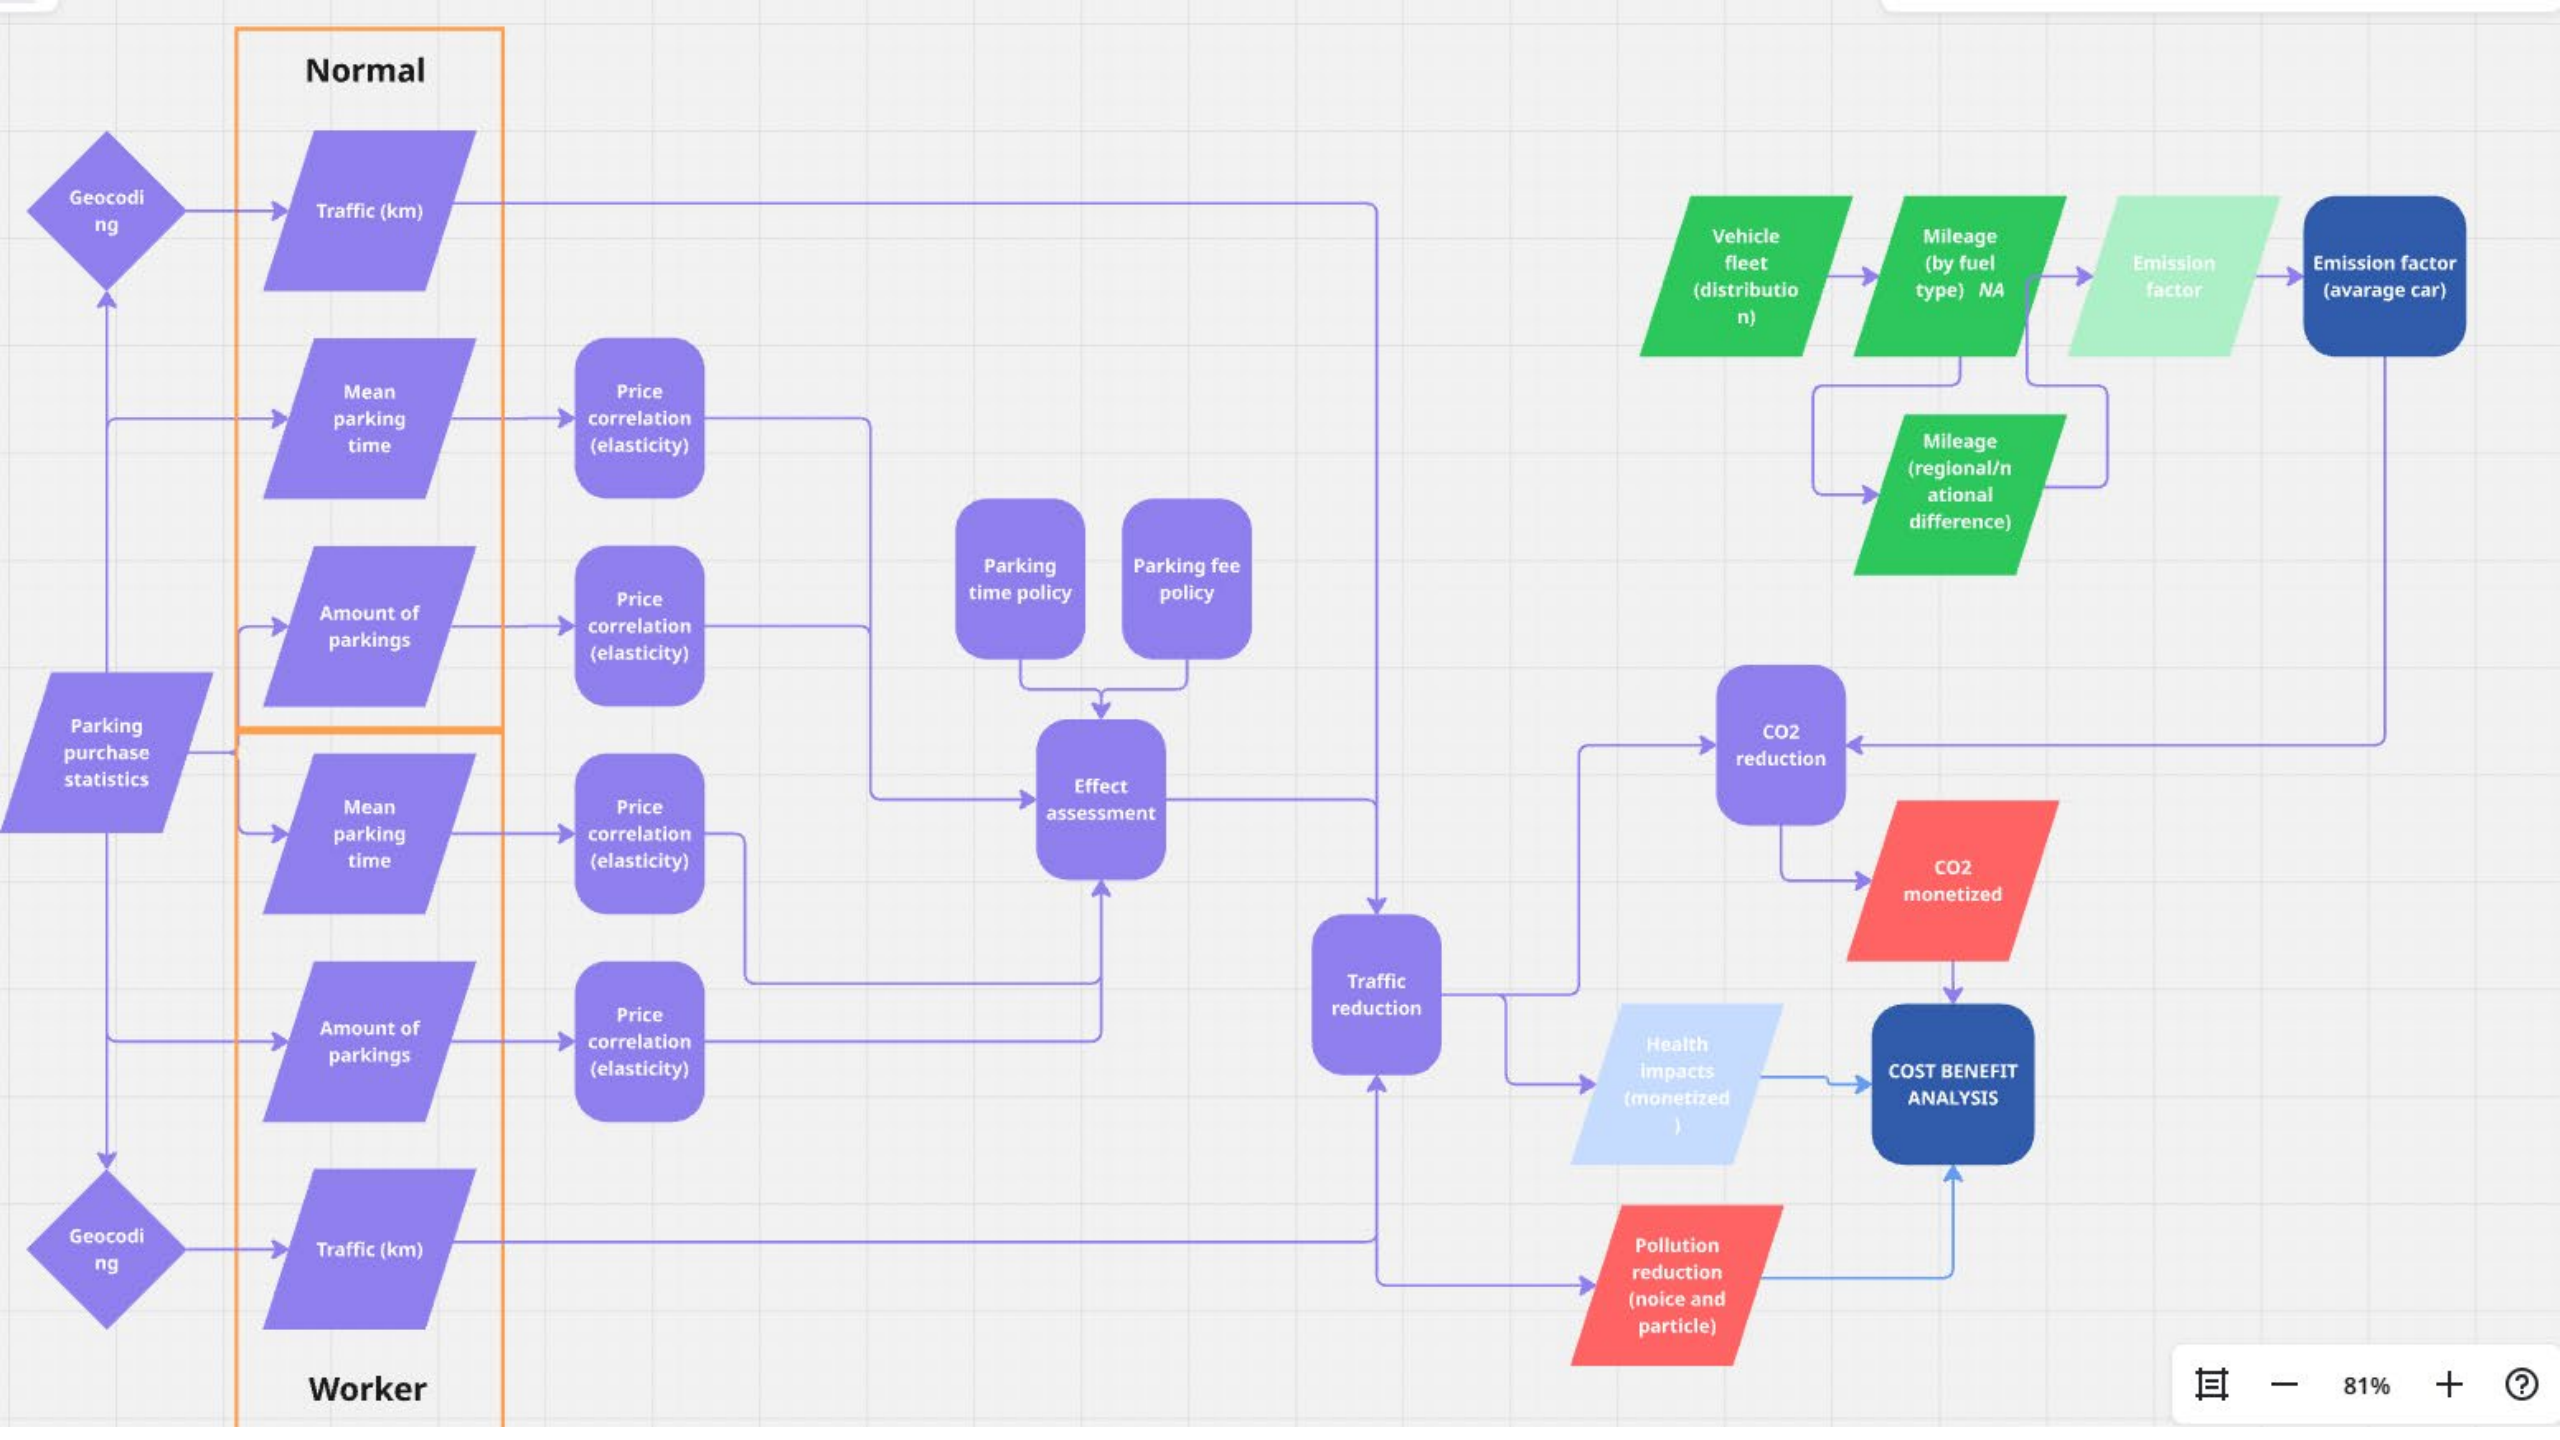 Normal
Geocodi
ng
Traffic (km)
Mean
parking
time
Price
correlation
(elasticity)
Amount of
parkings
Price
correlation
(elasticity)
Parking
purchase
statistics
Mean
parking
time
Price
correlation
(elasticity)
Amount of
parkings
Price
correlation
(elasticity)
Geocodi
ng
Traffic (km)
Worker
Parking
time policy
Parking fee
policy
Effect
assessment
Traffic
reduction
Vehicle
fleet
(distributio
n)
Mileage
(by fuel
type) NA
Emission
factor
Emission factor
(avarage car)
Mileage
(regional/n
ational
difference)
CO2
reduction
CO2
monetized
Health
impacts
(monetized
)
COST BENEFIT
ANALYSIS
Pollution
reduction
(noice and
particle)
81%